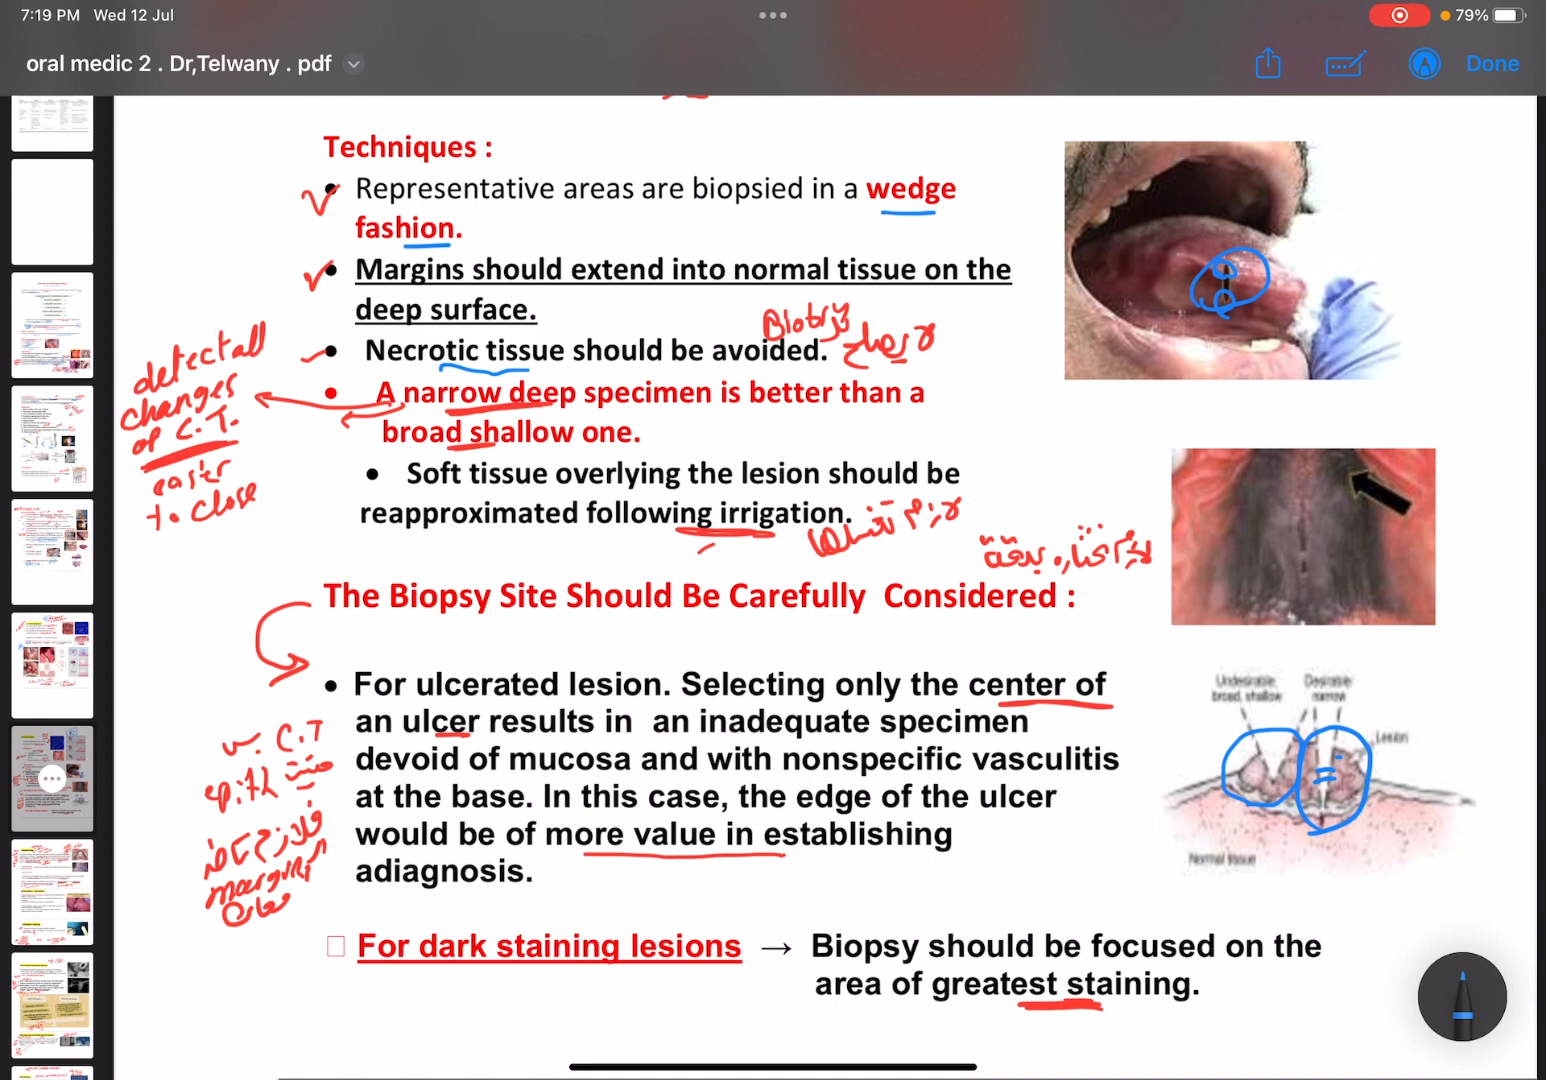 7:19 PM Wed 12 Jul
79%
oral medic 2 . Dr,Telwany . pdf
Done
Techniques :
• Representative areas are biopsied in a wedge
fashion.
• Margins should extend into normal tissue on the
deep surface.
• Necrotic tissue should be avoided.
• A narrow deep specimen is better than a
broad shallow one.
• Soft tissue overlying the lesion should be
reapproximated following irrigation.
detect all
changes
of C.T.
easier
to close
The Biopsy Site Should Be Carefully Considered :
• For ulcerated lesion. Selecting only the center of
an ulcer results in an inadequate specimen
devoid of mucosa and with nonspecific vasculitis
at the base. In this case, the edge of the ulcer
would be of more value in establishing
adiagnosis.
C.T
epith
margin
معاك
For dark staining lesions → Biopsy should be focused on the
area of greatest staining.
Undesirable broad, shallow
Desirable narrow
Lesion
Normal tissue